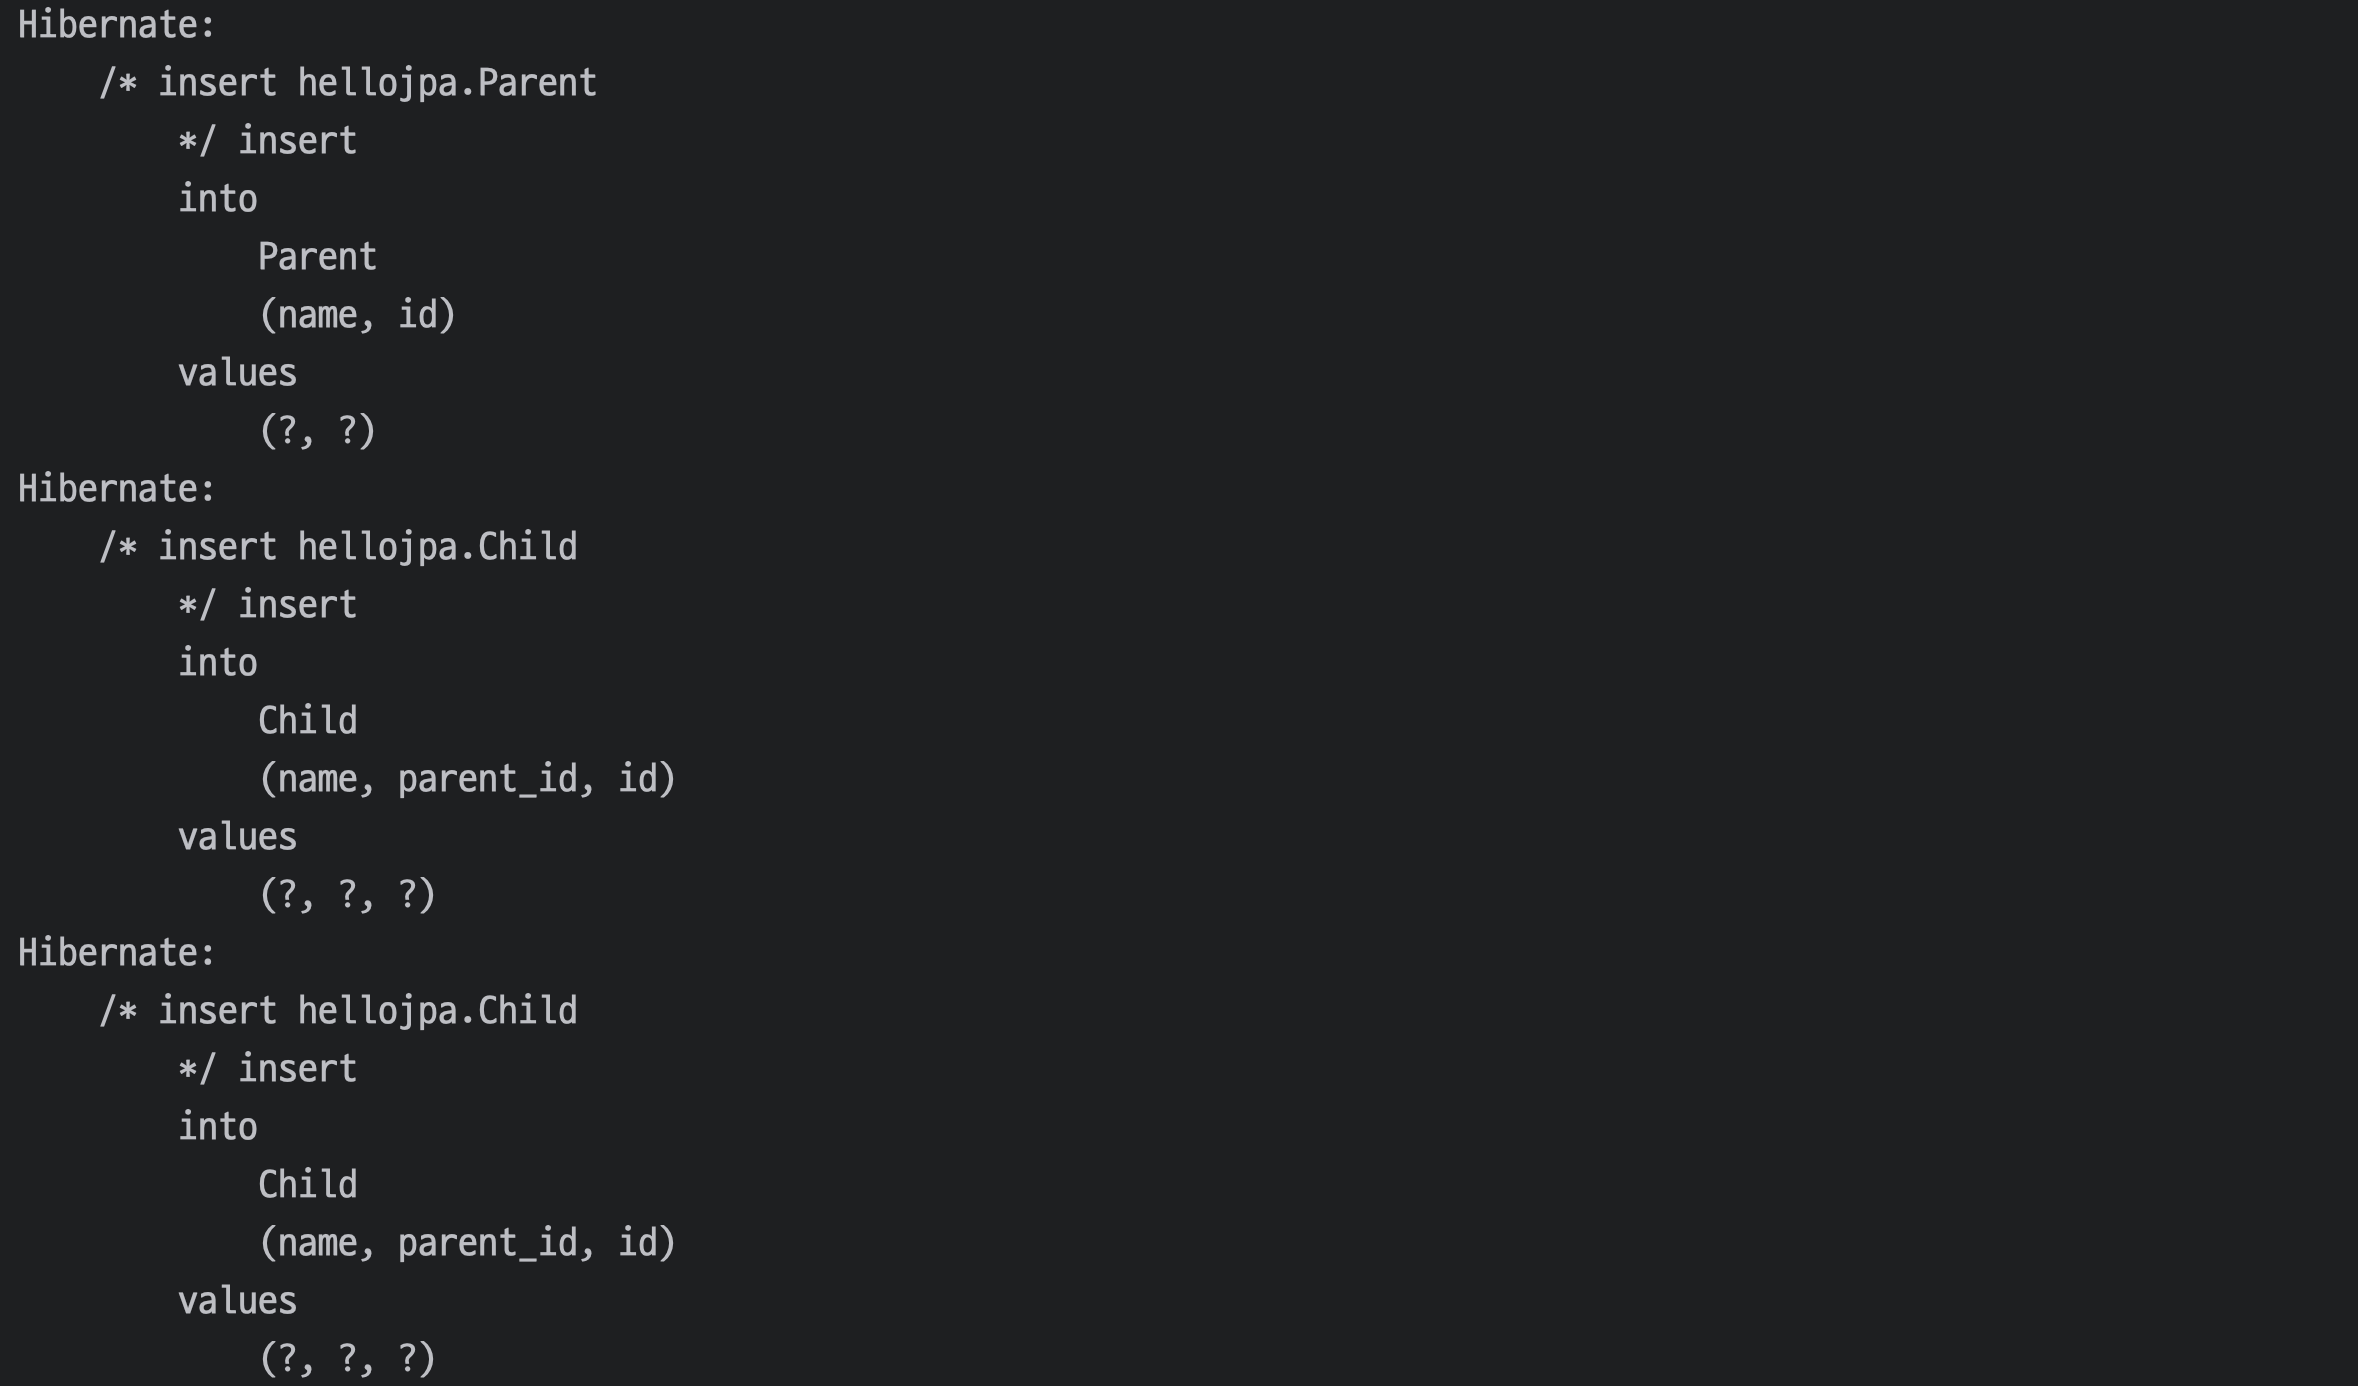 Hibernate:
    /* insert hellojpa.Parent
        */ insert
        into
            Parent
            (name, id)
        values
            (?, ?)
Hibernate:
    /* insert hellojpa.Child
        */ insert
        into
            Child
            (name, parent_id, id)
        values
            (?, ?, ?)
Hibernate:
    /* insert hellojpa.Child
        */ insert
        into
            Child
            (name, parent_id, id)
        values
            (?, ?, ?)